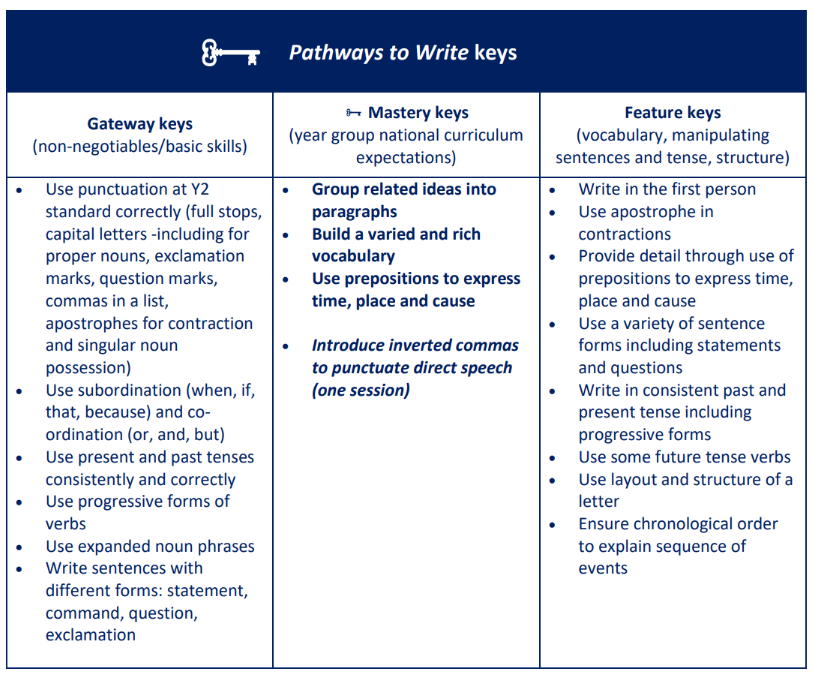 Pathways to Write keys
Gateway keys
(non-negotiables/basic skills)
Mastery keys
(year group national curriculum
expectations)
Feature keys
(vocabulary, manipulating
sentences and tense, structure)
• Use punctuation at Y2
standard correctly (full stops,
capital letters -including for
proper nouns, exclamation
marks, question marks,
commas in a list,
apostrophes for contraction
and singular noun
possession)
• Use subordination (when, if,
that, because) and co-
ordination (or, and, but)
• Use present and past tenses
consistently and correctly
• Use progressive forms of
verbs
• Use expanded noun phrases
• Write sentences with
different forms: statement,
command, question,
exclamation
• Group related ideas into
paragraphs
• Build a varied and rich
vocabulary
• Use prepositions to express
time, place and cause
• Introduce inverted commas
to punctuate direct speech
(one session)
• Write in the first person
• Use apostrophe in
contractions
• Provide detail through use of
prepositions to express time,
place and cause
• Use a variety of sentence
forms including statements
and questions
• Write in consistent past and
present tense including
progressive forms
• Use some future tense verbs
• Use layout and structure of a
letter
• Ensure chronological order
to explain sequence of
events